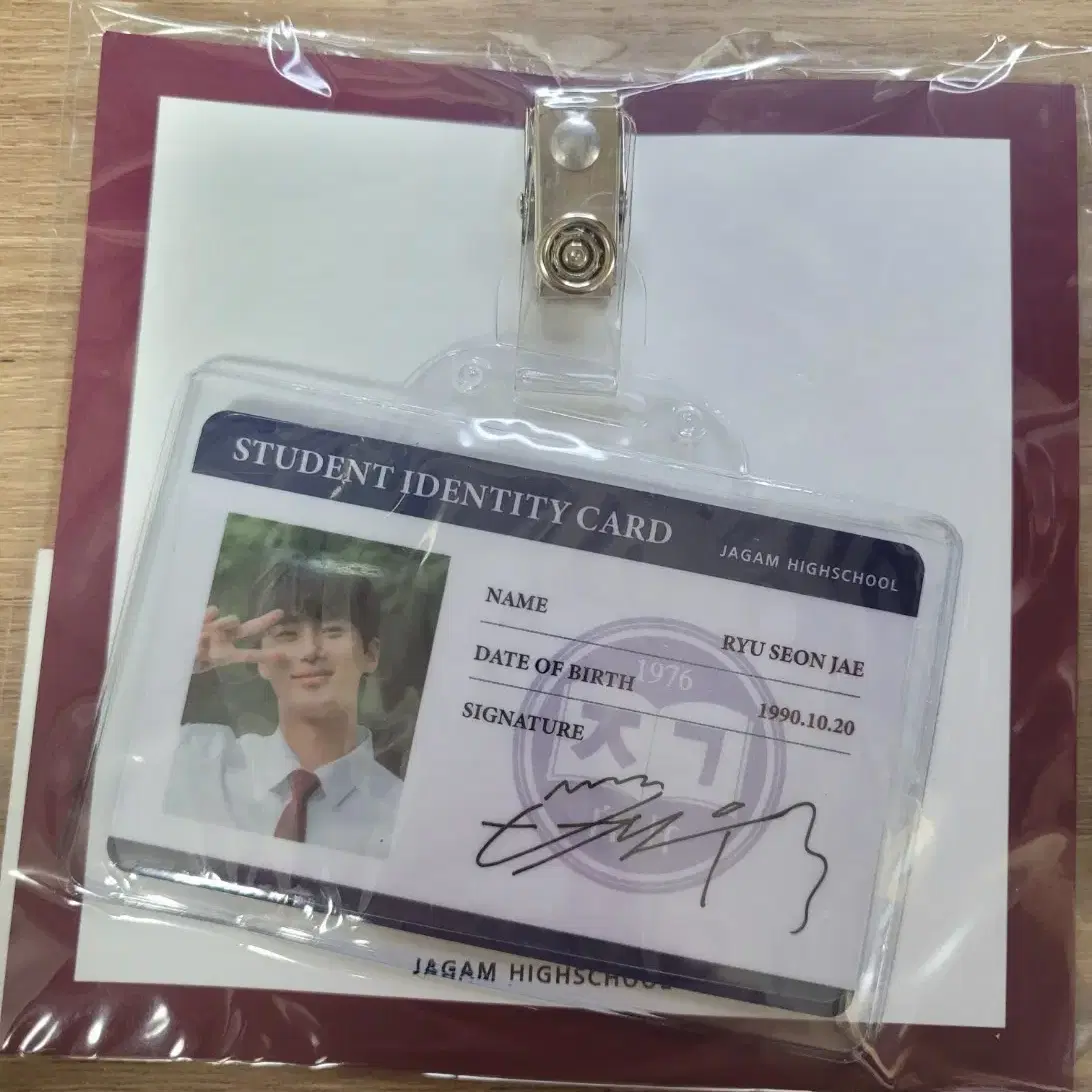 STUDENT IDENTITY CARD
JAGAM HIGHSCHOOL
NAME
RYU SEON JAE
DATE OF BIRTH
1990.10.20
SIGNATURE
1976
ㅈㄱ
JAGAM HIGHSCHOOL